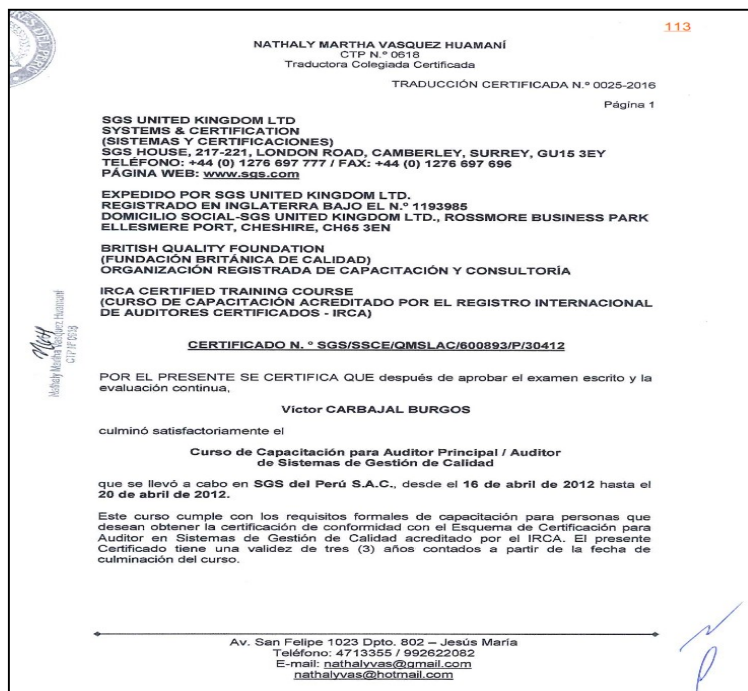 113
NATHALY MARTHA VASQUEZ HUAMANÍ
CTP N.º 0618
Traductora Colegiada Certificada
TRADUCCIÓN CERTIFICADA N.º 0025-2016
Página 1
SGS UNITED KINGDOM LTD
SYSTEMS & CERTIFICATION
(SISTEMAS Y CERTIFICACIONES)
SGS HOUSE, 217-221, LONDON ROAD, CAMBERLEY, SURREY, GU15 3EY
TELÉFONO: +44 (0) 1276 697 777 / FAX: +44 (0) 1276 697 696
PÁGINA WEB: www.sgs.com
EXPEDIDO POR SGS UNITED KINGDOM LTD.
REGISTRADO EN INGLATERRA BAJO EL N.º 1193985
DOMICILIO SOCIAL-SGS UNITED KINGDOM LTD., ROSSMORE BUSINESS PARK
ELLESMERE PORT, CHESHIRE, CH65 3EN
BRITISH QUALITY FOUNDATION
(FUNDACIÓN BRITÁNICA DE CALIDAD)
ORGANIZACIÓN REGISTRADA DE CAPACITACIÓN Y CONSULTORÍA
IRCA CERTIFIED TRAINING COURSE
(CURSO DE CAPACITACIÓN ACREDITADO POR EL REGISTRO INTERNACIONAL
DE AUDITORES CERTIFICADOS - IRCA)
CERTIFICADO N. º SGS/SSCE/QMSLAC/600893/P/30412
POR EL PRESENTE SE CERTIFICA QUE después de aprobar el examen escrito y la
evaluación continua,
Víctor CARBAJAL BURGOS
culminó satisfactoriamente el
Curso de Capacitación para Auditor Principal / Auditor
de Sistemas de Gestión de Calidad
que se llevó a cabo en SGS del Perú S.A.C., desde el 16 de abril de 2012 hasta el
20 de abril de 2012.
Este curso cumple con los requisitos formales de capacitación para personas que
desean obtener la certificación de conformidad con el Esquema de Certificación para
Auditor en Sistemas de Gestión de Calidad acreditado por el IRCA. El presente
Certificado tiene una validez de tres (3) años contados a partir de la fecha de
culminación del curso.
Nathaly Martha Vásquez Huamaní
CTP Nº 0618
Av. San Felipe 1023 Dpto. 802 – Jesús María
Teléfono: 4713355 / 992622082
E-mail: nathalyvas@gmail.com
nathalyvas@hotmail.com